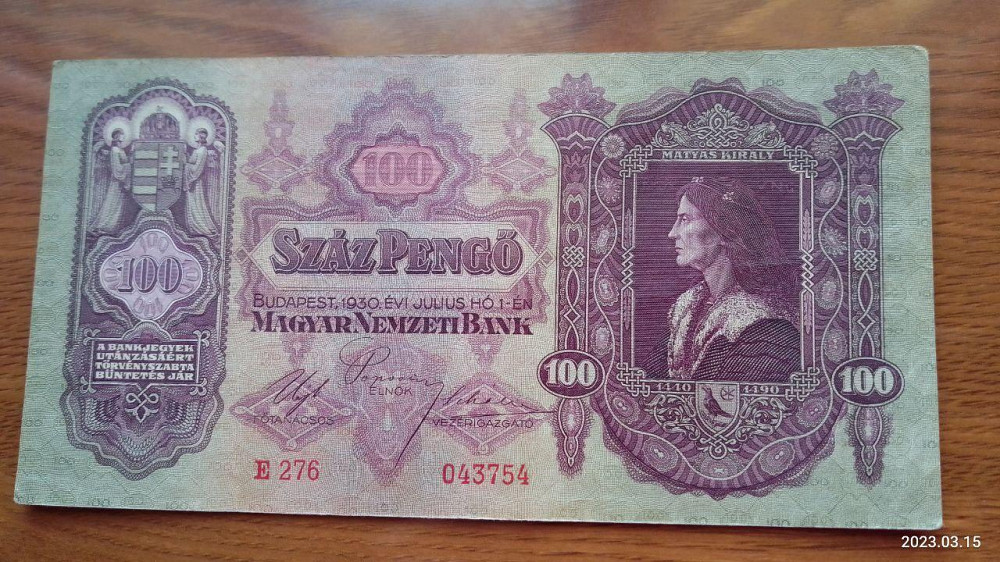 100
A BANKJEGYEK
UTÁNZÁSÁÉRT
TÖRVÉNYSZABTA
BÜNTETÉS JÁR
100
SZÁZ PENGŐ
BUDAPEST, 1930. ÉVI JULIUS HÓ 1-ÉN
MAGYAR NEMZETI BANK
FŐTANÁCSOS
ELNÖK
VEZÉRIGAZGATÓ
E 276
043754
MÁTYÁS KIRÁLY
1440
1490
100
100
2023.03.15